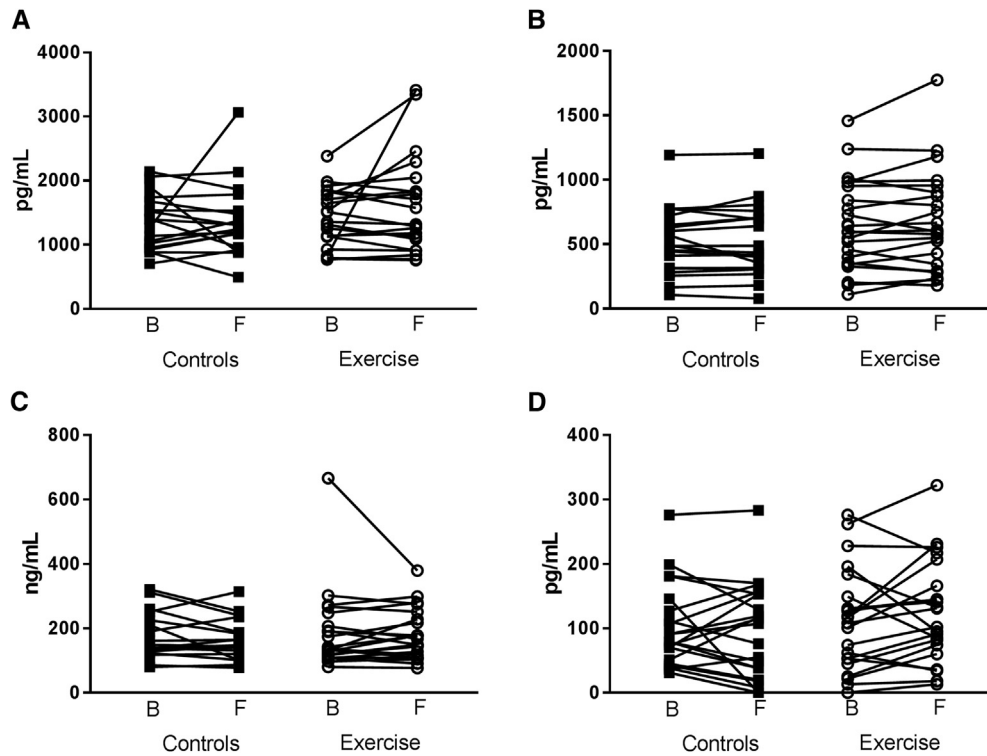 A
pg/mL
4000
3000
2000
1000
0
B F B F
Controls Exercise
B
pg/mL
2000
1500
1000
500
0
B F B F
Controls Exercise
C
ng/mL
800
600
400
200
0
B F B F
Controls Exercise
D
pg/mL
400
300
200
100
0
B F B F
Controls Exercise